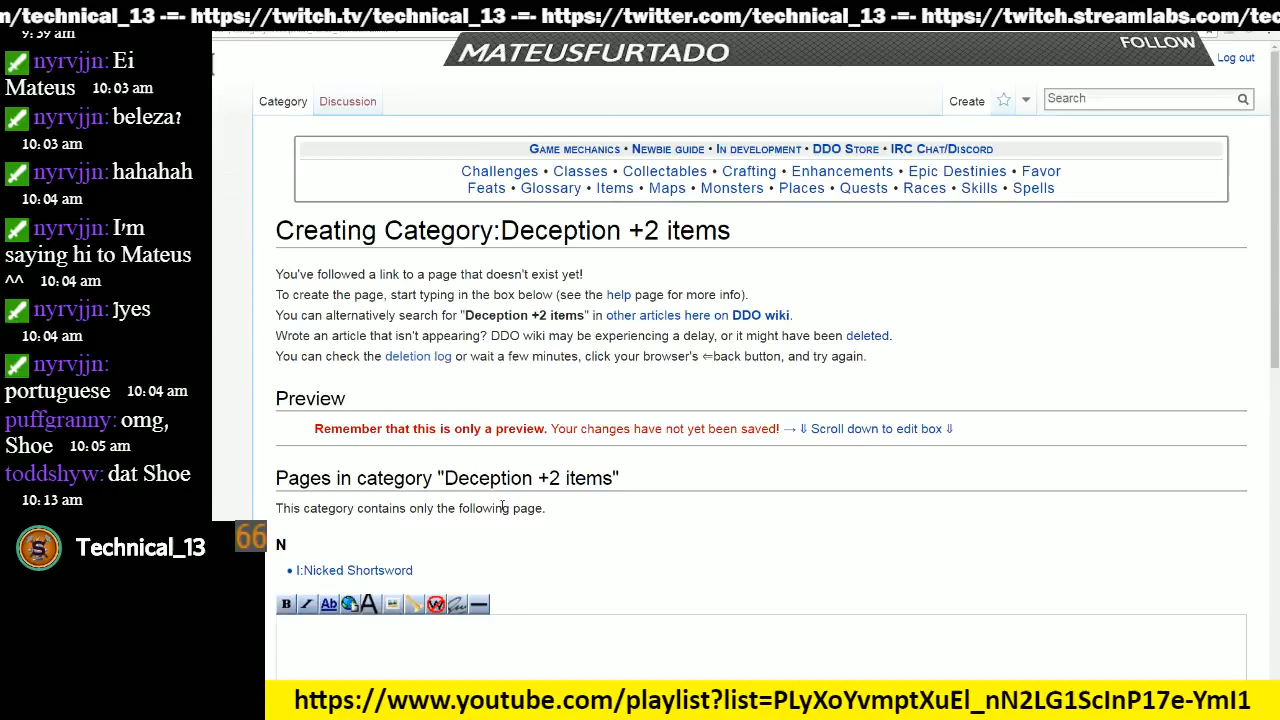 m/technical_13 -=- https://twitch.tv/technical_13 -=- https://twitter.com/technical_13 -=- https://twitch.streamlabs.com/tec
9:39 am
nyrvjjn: Ei
Mateus 10:03 am
nyrvjjn: beleza?
10:03 am
nyrvjjn: hahahah
10:04 am
nyrvjjn: I'm
saying hi to Mateus
^^ 10:04 am
nyrvjjn: ]yes
10:04 am
nyrvjjn:
portuguese 10:04 am
puffgranny: omg,
Shoe 10:05 am
toddshyw: dat Shoe
10:13 am
Technical_13
66
MATEUSFURTADO
FOLLOW
Log out
Category Discussion Create Search
Game mechanics • Newbie guide • In development • DDO Store • IRC Chat/Discord
Challenges • Classes • Collectables • Crafting • Enhancements • Epic Destinies • Favor
Feats • Glossary • Items • Maps • Monsters • Places • Quests • Races • Skills • Spells
Creating Category:Deception +2 items
You've followed a link to a page that doesn't exist yet!
To create the page, start typing in the box below (see the help page for more info).
You can alternatively search for "Deception +2 items" in other articles here on DDO wiki.
Wrote an article that isn't appearing? DDO wiki may be experiencing a delay, or it might have been deleted.
You can check the deletion log or wait a few minutes, click your browser's ⇐back button, and try again.
Preview
Remember that this is only a preview. Your changes have not yet been saved! → ⇓ Scroll down to edit box ⇓
Pages in category "Deception +2 items"
This category contains only the following page.
N
• I:Nicked Shortsword
B I Ab A W
https://www.youtube.com/playlist?list=PLyXoYvmptXuEl_nN2LG1ScInP17e-YmI1